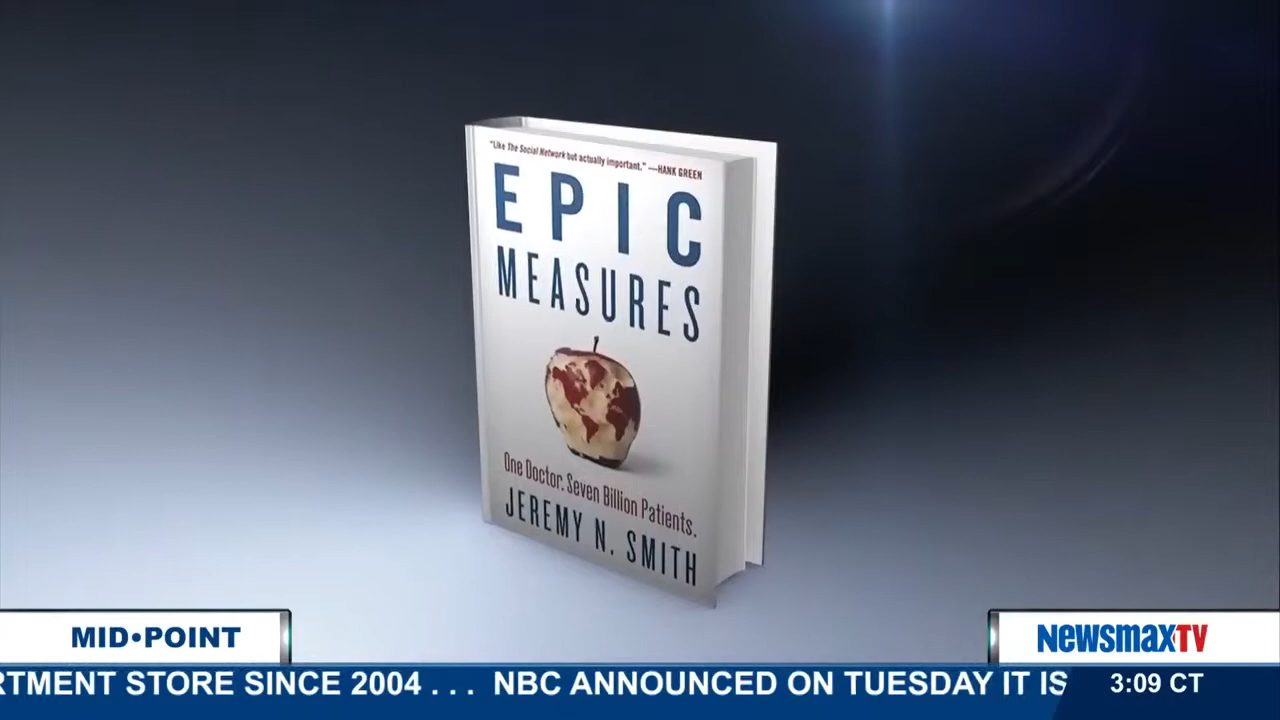 "Like The Social Network but actually important." —HANK GREEN
EPIC
MEASURES
One Doctor. Seven Billion Patients.
JEREMY N. SMITH
MID•POINT
NEWSMAXTV
RTMENT STORE SINCE 2004 . . . NBC ANNOUNCED ON TUESDAY IT IS
3:09 CT